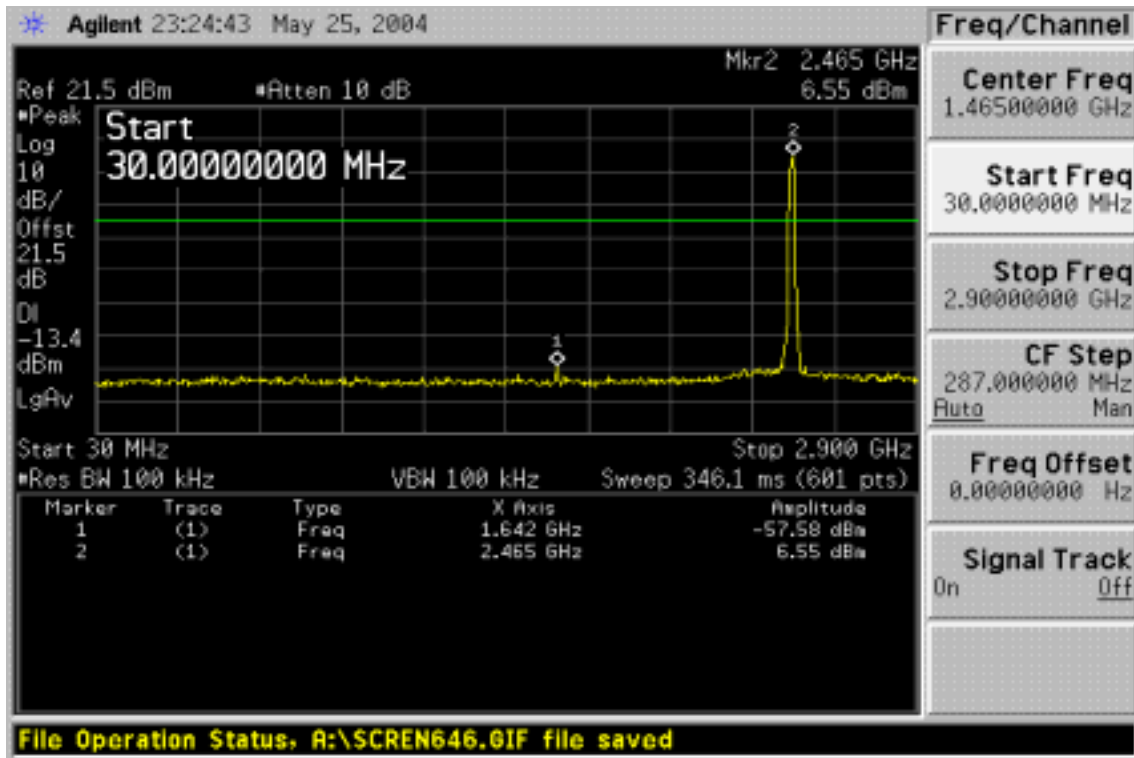 Agilent 23:24:43 May 25, 2004
Mkr2 2.465 GHz
Ref 21.5 dBm #Atten 10 dB 6.55 dBm
#Peak
Log
10
dB/
Offst
21.5
dB
DI
-13.4
dBm
LgAv
Start
30.00000000 MHz
2
1
Start 30 MHz Stop 2.900 GHz
#Res BW 100 kHz VBW 100 kHz Sweep 346.1 ms (601 pts)
Marker Trace Type X Axis Amplitude
1 (1) Freq 1.642 GHz -57.58 dBm
2 (1) Freq 2.465 GHz 6.55 dBm
File Operation Status, A:\SCREN646.GIF file saved
Freq/Channel
Center Freq
1.46500000 GHz
Start Freq
30.0000000 MHz
Stop Freq
2.90000000 GHz
CF Step
287.000000 MHz
Auto Man
Freq Offset
0.00000000 Hz
Signal Track
On Off